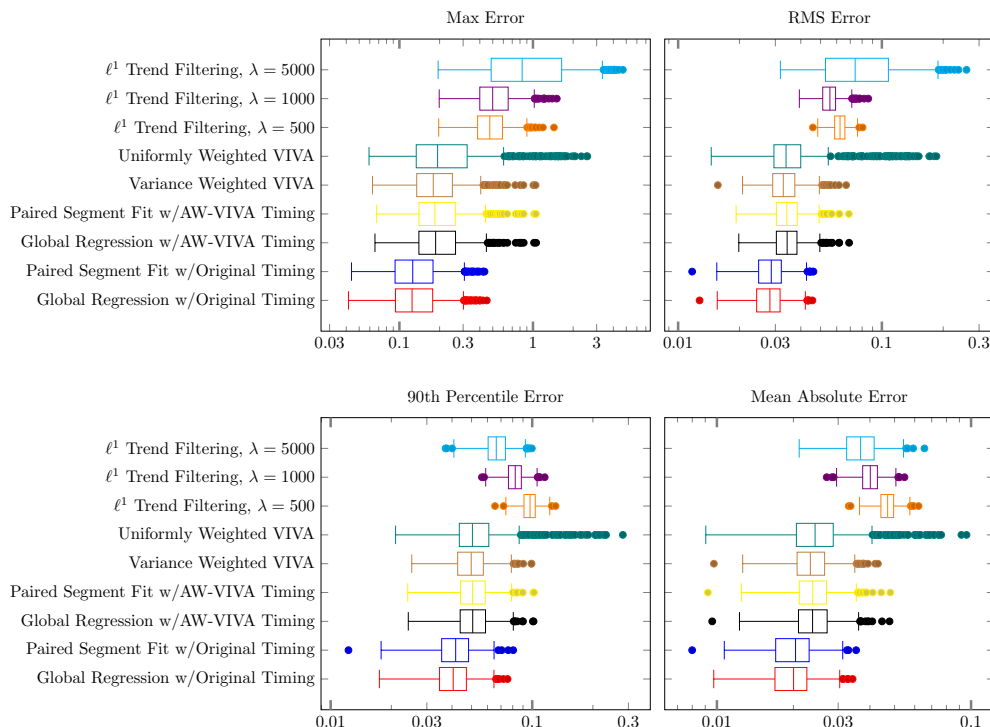 Max Error
RMS Error
ℓ¹ Trend Filtering, λ = 5000
ℓ¹ Trend Filtering, λ = 1000
ℓ¹ Trend Filtering, λ = 500
Uniformly Weighted VIVA
Variance Weighted VIVA
Paired Segment Fit w/AW-VIVA Timing
Global Regression w/AW-VIVA Timing
Paired Segment Fit w/Original Timing
Global Regression w/Original Timing
0.03 0.1 0.3 1 3
0.01 0.03 0.1 0.3
90th Percentile Error
Mean Absolute Error
ℓ¹ Trend Filtering, λ = 5000
ℓ¹ Trend Filtering, λ = 1000
ℓ¹ Trend Filtering, λ = 500
Uniformly Weighted VIVA
Variance Weighted VIVA
Paired Segment Fit w/AW-VIVA Timing
Global Regression w/AW-VIVA Timing
Paired Segment Fit w/Original Timing
Global Regression w/Original Timing
0.01 0.03 0.1 0.3
0.01 0.03 0.1